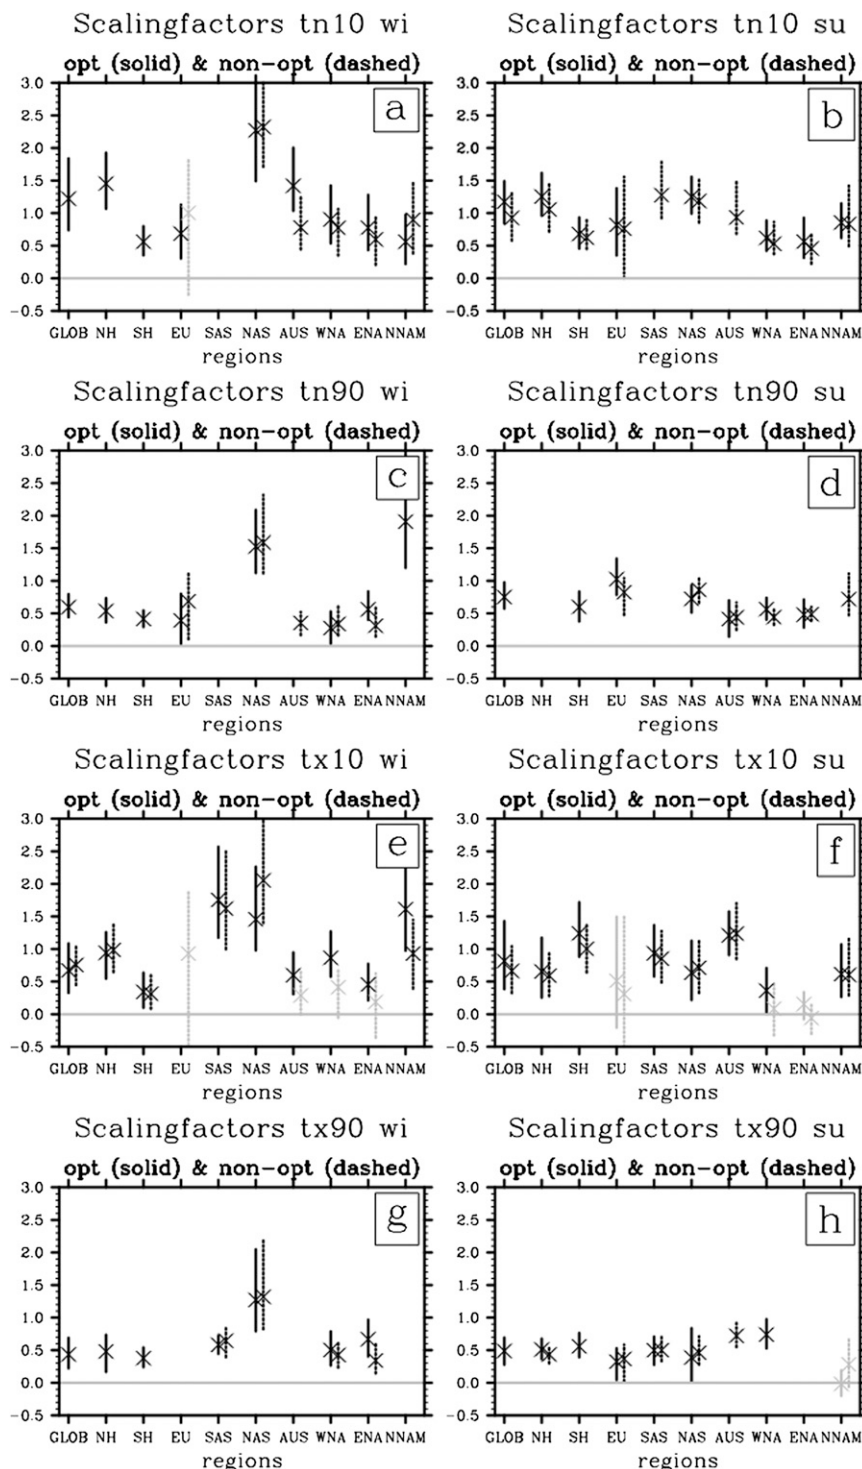 Scalingfactors tn10 wi
opt (solid) & non-opt (dashed)
a
3.0
2.5
2.0
1.5
1.0
0.5
0.0
-0.5
GLOB NH SH EU SAS NAS AUS WNA ENA NNAM
regions
Scalingfactors tn10 su
opt (solid) & non-opt (dashed)
b
3.0
2.5
2.0
1.5
1.0
0.5
0.0
-0.5
GLOB NH SH EU SAS NAS AUS WNA ENA NNAM
regions
Scalingfactors tn90 wi
opt (solid) & non-opt (dashed)
c
3.0
2.5
2.0
1.5
1.0
0.5
0.0
-0.5
GLOB NH SH EU SAS NAS AUS WNA ENA NNAM
regions
Scalingfactors tn90 su
opt (solid) & non-opt (dashed)
d
3.0
2.5
2.0
1.5
1.0
0.5
0.0
-0.5
GLOB NH SH EU SAS NAS AUS WNA ENA NNAM
regions
Scalingfactors tx10 wi
opt (solid) & non-opt (dashed)
e
3.0
2.5
2.0
1.5
1.0
0.5
0.0
-0.5
GLOB NH SH EU SAS NAS AUS WNA ENA NNAM
regions
Scalingfactors tx10 su
opt (solid) & non-opt (dashed)
f
3.0
2.5
2.0
1.5
1.0
0.5
0.0
-0.5
GLOB NH SH EU SAS NAS AUS WNA ENA NNAM
regions
Scalingfactors tx90 wi
opt (solid) & non-opt (dashed)
g
3.0
2.5
2.0
1.5
1.0
0.5
0.0
-0.5
GLOB NH SH EU SAS NAS AUS WNA ENA NNAM
regions
Scalingfactors tx90 su
opt (solid) & non-opt (dashed)
h
3.0
2.5
2.0
1.5
1.0
0.5
0.0
-0.5
GLOB NH SH EU SAS NAS AUS WNA ENA NNAM
regions